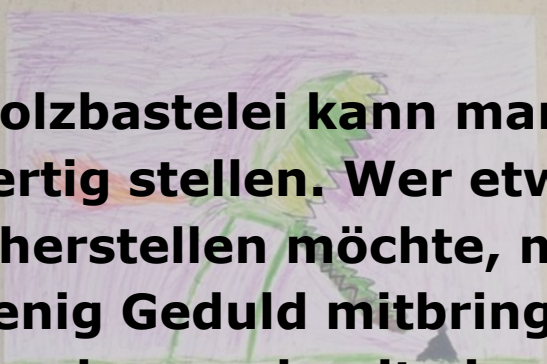 olzbastelei kann man
ertig stellen. Wer etw
herstellen möchte, m
enig Geduld mitbring